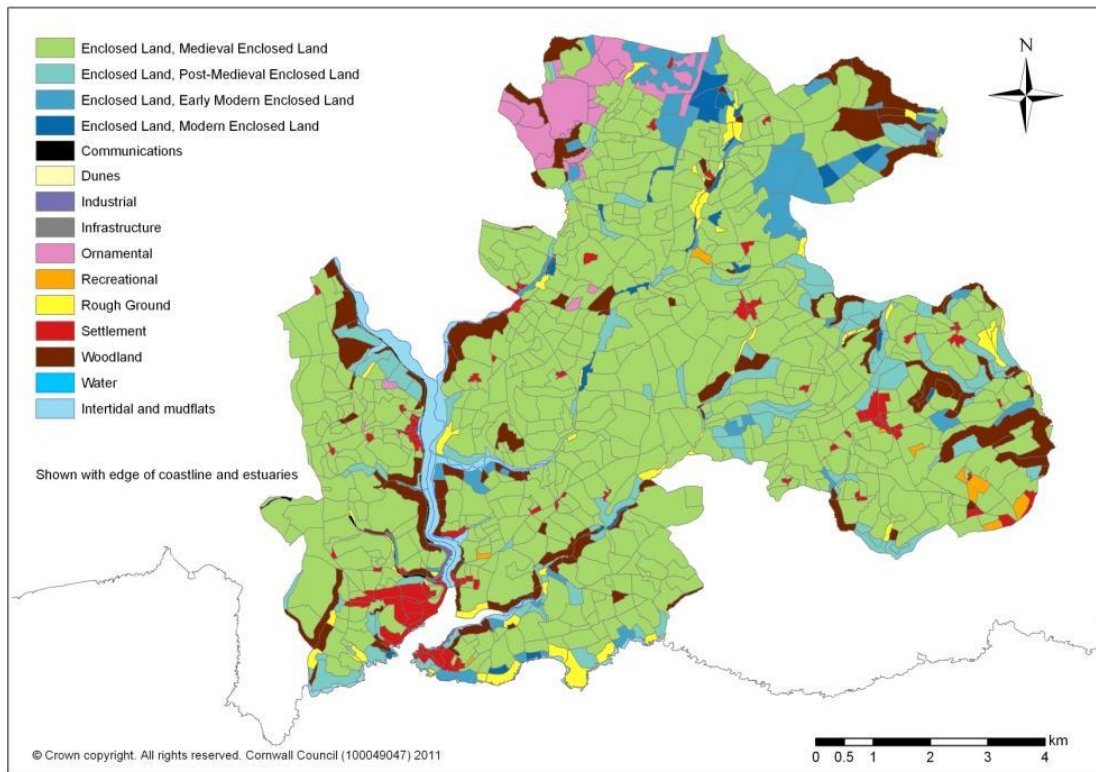 Enclosed Land, Medieval Enclosed Land
Enclosed Land, Post-Medieval Enclosed Land
Enclosed Land, Early Modern Enclosed Land
Enclosed Land, Modern Enclosed Land
Communications
Dunes
Industrial
Infrastructure
Ornamental
Recreational
Rough Ground
Settlement
Woodland
Water
Intertidal and mudflats
Shown with edge of coastline and estuaries
N
km
0 0.5 1 2 3 4
© Crown copyright. All rights reserved. Cornwall Council (100049047) 2011